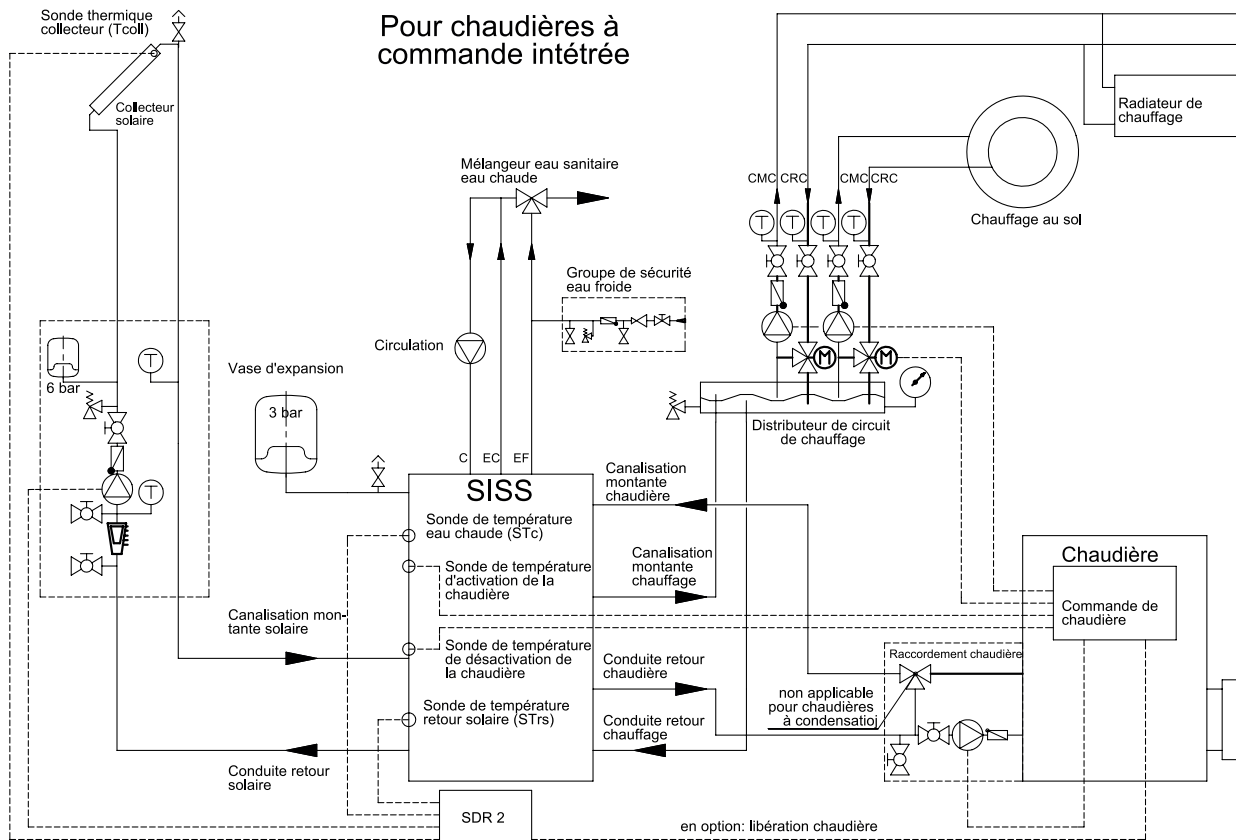 Sonde thermique
collecteur (Tcoll)
Pour chaudières à
commande intétrée
Collecteur
solaire
Radiateur de
chauffage
Mélangeur eau sanitaire
eau chaude
CMC CRC
CMC CRC
Chauffage au sol
T
T
T
T
Groupe de sécurité
eau froide
Circulation
T
6 bar
Vase d'expansion
3 bar
M
M
Distributeur de circuit
de chauffage
C
EC
EF
SISS
Canalisation
montante
chaudière
T
Sonde de température
eau chaude (STc)
Sonde de température
d'activation de la
chaudière
Canalisation
montante
chauffage
Chaudière
Commande de
chaudière
Canalisation mon-
tante solaire
Sonde de température
de désactivation de
la chaudière
Conduite retour
chaudière
Raccordement chaudière
non applicable
pour chaudières
à condensatioj
Sonde de température
retour solaire (STrs)
Conduite retour
chauffage
Conduite retour
solaire
SDR 2
en option: libération chaudière